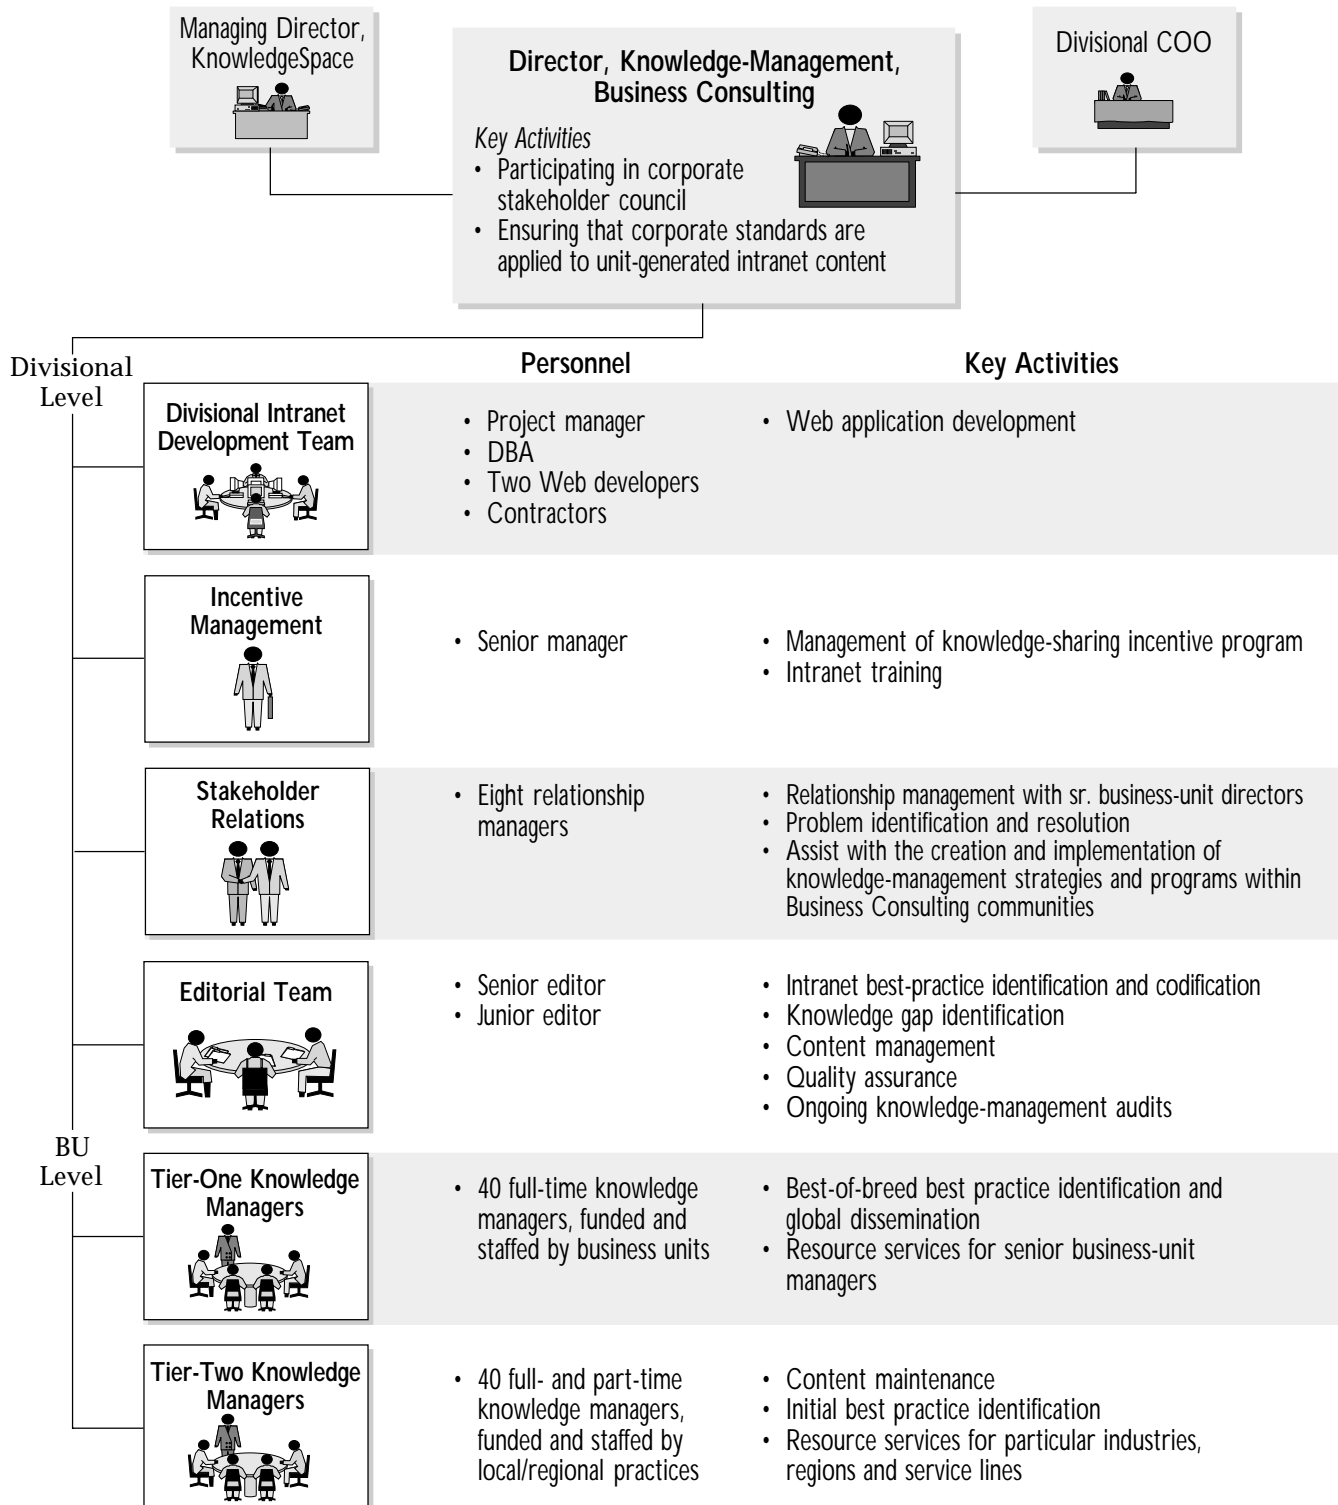 Managing Director,
KnowledgeSpace
Director, Knowledge-Management,
Business Consulting
Key Activities
• Participating in corporate
stakeholder council
• Ensuring that corporate standards are
applied to unit-generated intranet content
Divisional COO
Divisional
Level
Personnel
Key Activities
Divisional Intranet
Development Team
• Project manager
• DBA
• Two Web developers
• Contractors
• Web application development
Incentive
Management
• Senior manager
• Management of knowledge-sharing incentive program
• Intranet training
Stakeholder
Relations
• Eight relationship
managers
• Relationship management with sr. business-unit directors
• Problem identification and resolution
• Assist with the creation and implementation of
knowledge-management strategies and programs within
Business Consulting communities
Editorial Team
• Senior editor
• Junior editor
• Intranet best-practice identification and codification
• Knowledge gap identification
• Content management
• Quality assurance
• Ongoing knowledge-management audits
BU
Level
Tier-One Knowledge
Managers
• 40 full-time knowledge
managers, funded and
staffed by business units
• Best-of-breed best practice identification and
global dissemination
• Resource services for senior business-unit
managers
Tier-Two Knowledge
Managers
• 40 full- and part-time
knowledge managers,
funded and staffed by
local/regional practices
• Content maintenance
• Initial best practice identification
• Resource services for particular industries,
regions and service lines